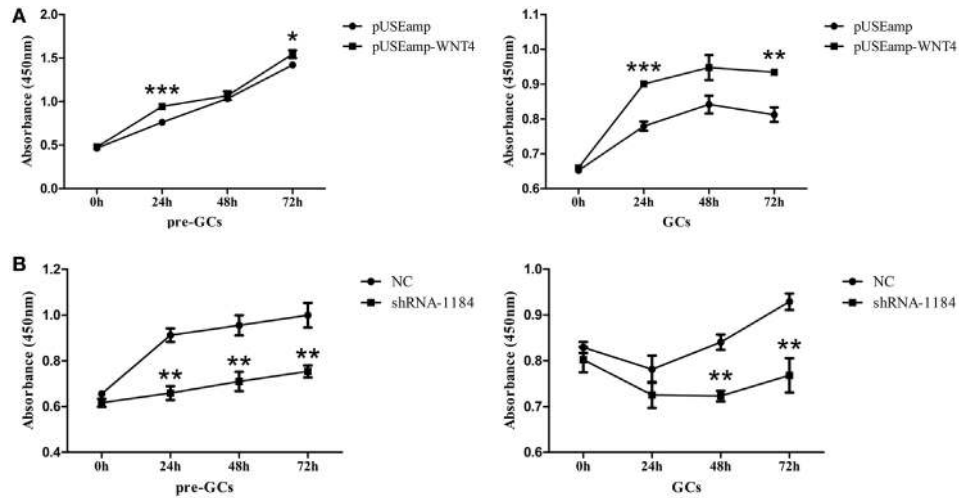 A
Absorbance (450nm)
2.0
1.5
1.0
0.5
0.0
***
*
0h 24h 48h 72h
pre-GCs
pUSEamp
pUSEamp-WNT4
Absorbance (450nm)
1.1
1.0
0.9
0.8
0.7
0.6
***
**
0h 24h 48h 72h
GCs
pUSEamp
pUSEamp-WNT4
B
Absorbance (450nm)
1.2
1.0
0.8
0.6
0.4
** ** **
0h 24h 48h 72h
pre-GCs
NC
shRNA-1184
Absorbance (450nm)
1.0
0.9
0.8
0.7
0.6
** **
0h 24h 48h 72h
GCs
NC
shRNA-1184